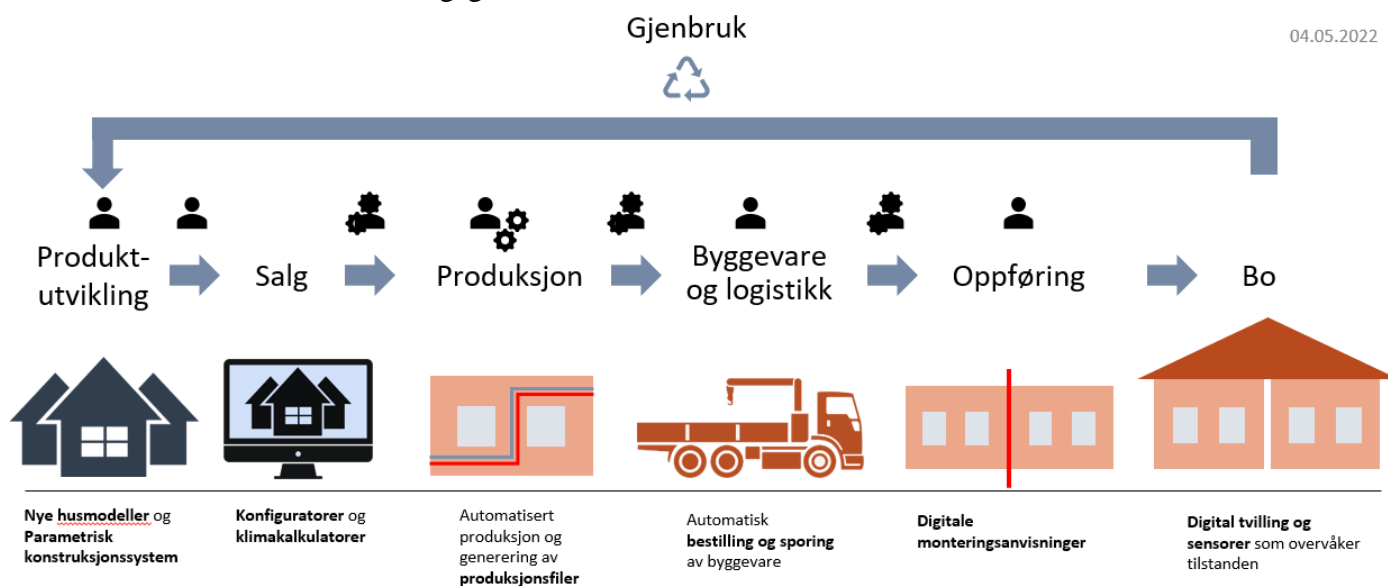 Gjenbruk
04.05.2022
Produkt-
utvikling
Salg
Produksjon
Byggevare
og logistikk
Oppføring
Bo
Nye husmodeller og
Parametrisk
konstruksjonssystem
Konfiguratorer og
klimakalkulatorer
Automatisert
produksjon og
generering av
produksjonsfiler
Automatisk
bestilling og sporing
av byggevare
Digitale
monteringsanvisninger
Digital tvilling og
sensorer som overvåker
tilstanden